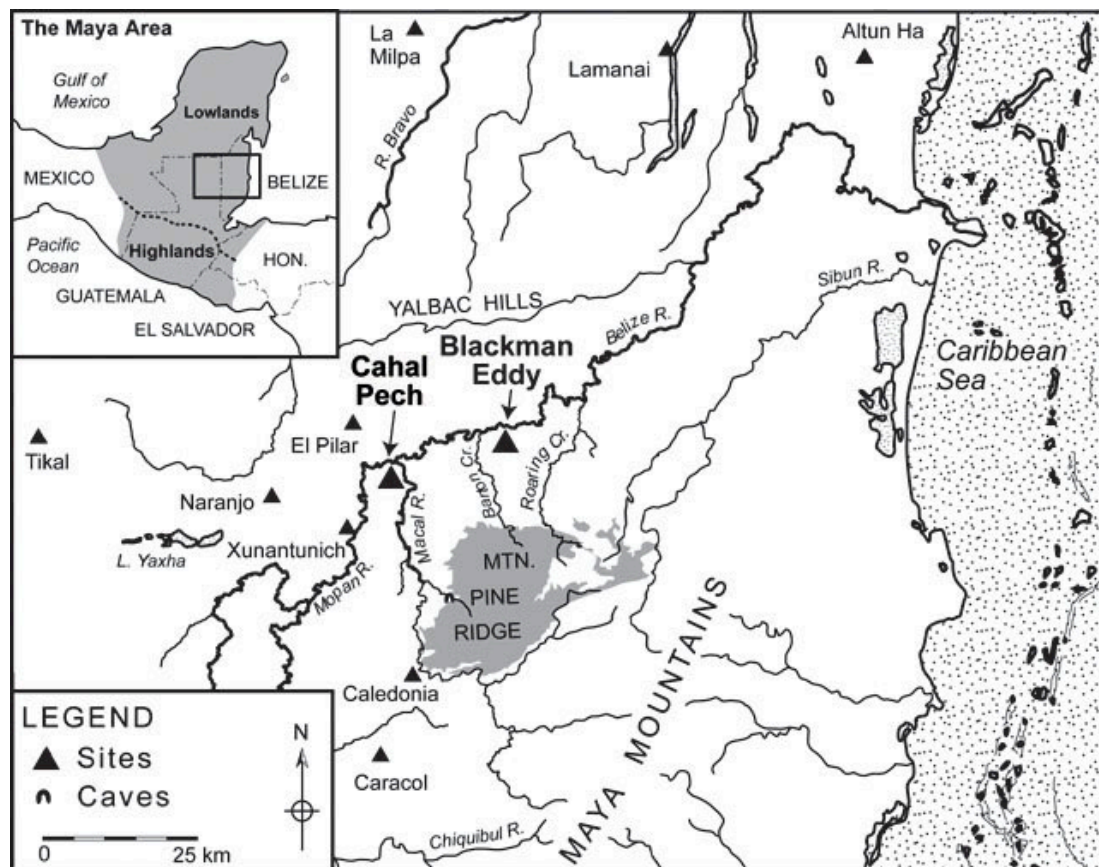 The Maya Area
Gulf of
Mexico
Lowlands
MEXICO
BELIZE
Pacific
Ocean
Highlands
HON.
GUATEMALA
EL SALVADOR
La
Milpa
Lamanai
Altun Ha
R. Bravo
YALBAC HILLS
Sibun R.
Belize R.
Caribbean
Sea
Blackman
Eddy
Cahal
Pech
Tikal
El Pilar
Naranjo
Barton Cr.
Roaring Cr.
Macal R.
L. Yaxha
Xunantunich
Mopan R.
MTN.
PINE
RIDGE
Caledonia
MAYA MOUNTAINS
Caracol
Chiquibul R.
LEGEND
Sites
Caves
N
0 25 km